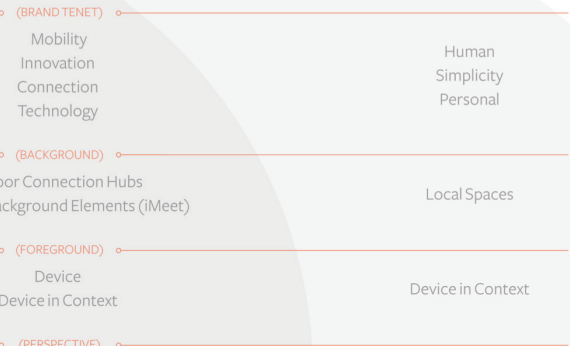 (BRAND TENET)
Mobility
Innovation
Connection
Technology
Human
Simplicity
Personal
(BACKGROUND)
Connection Hubs
Elements (iMeet)
Local Spaces
(FOREGROUND)
Device
Device in Context
Device in Context
(PERSPECTIVE)